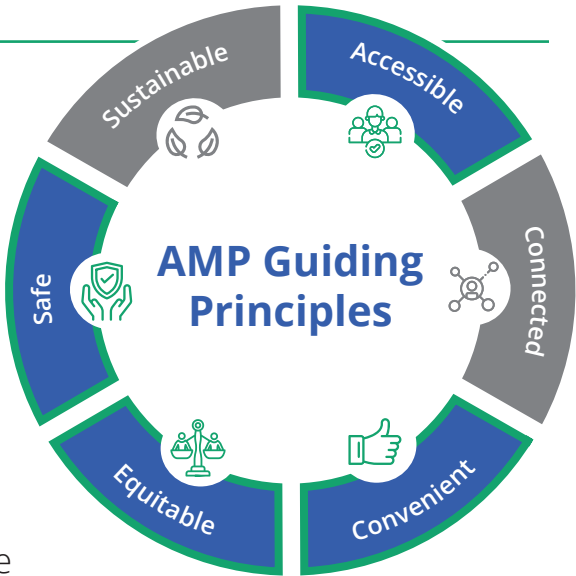 Sustainable
Accessible
Connected
Convenient
Equitable
Safe
AMP Guiding
Principles
e